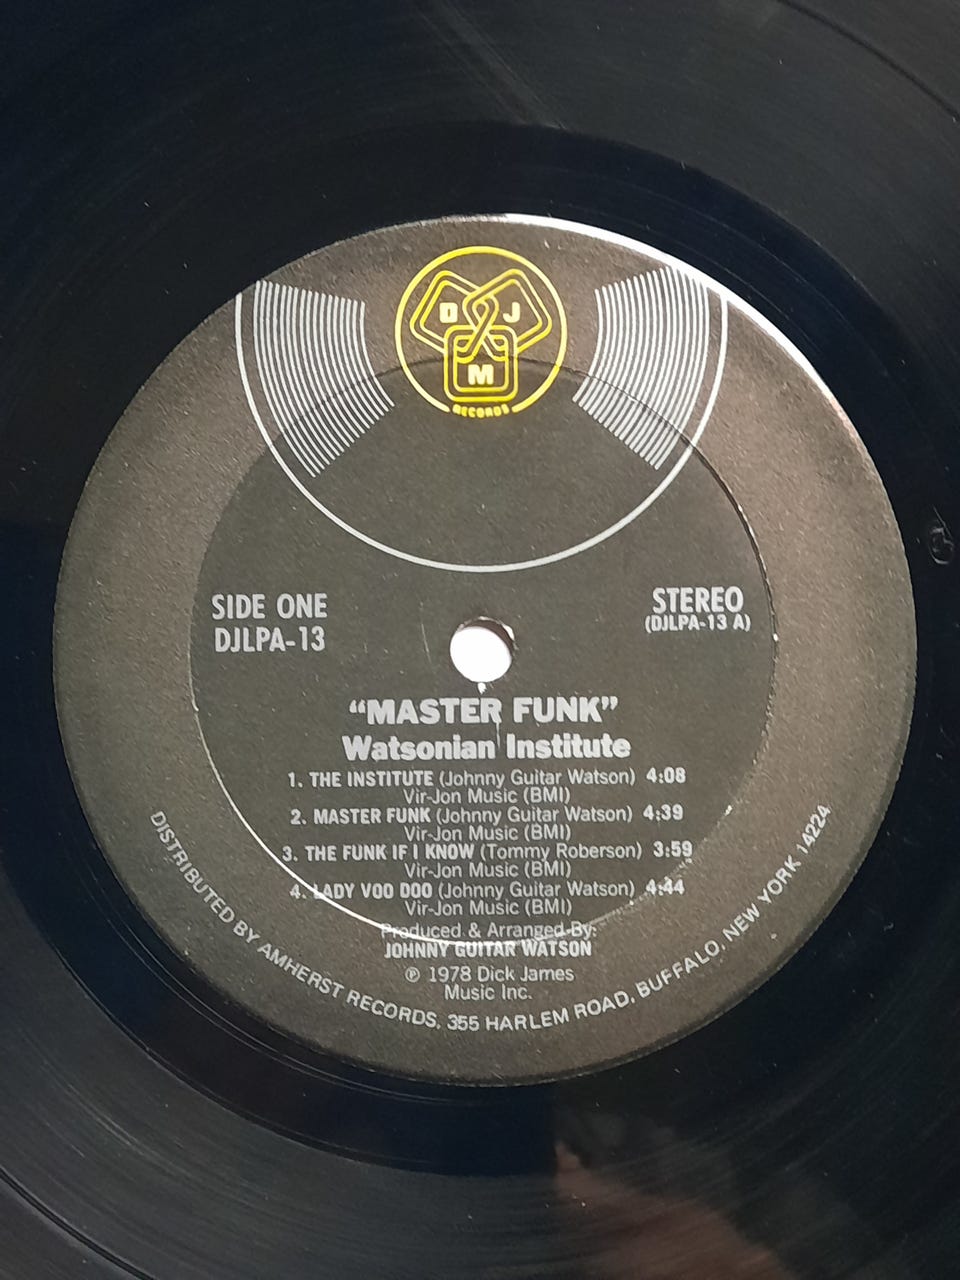 D J
M
RECORDS
SIDE ONE
DJLPA-13
STEREO
(DJLPA-13 A)
“MASTER FUNK”
Watsonian Institute
1. THE INSTITUTE (Johnny Guitar Watson) 4:08
Vir-Jon Music (BMI)
2. MASTER FUNK (Johnny Guitar Watson) 4:39
Vir-Jon Music (BMI)
3. THE FUNK IF I KNOW (Tommy Roberson) 3:59
Vir-Jon Music (BMI)
4. LADY VOO DOO (Johnny Guitar Watson) 4:44
Vir-Jon Music (BMI)
Produced & Arranged By:
JOHNNY GUITAR WATSON
℗ 1978 Dick James
Music Inc.
DISTRIBUTED BY AMHERST RECORDS, 355 HARLEM ROAD, BUFFALO, NEW YORK 14224